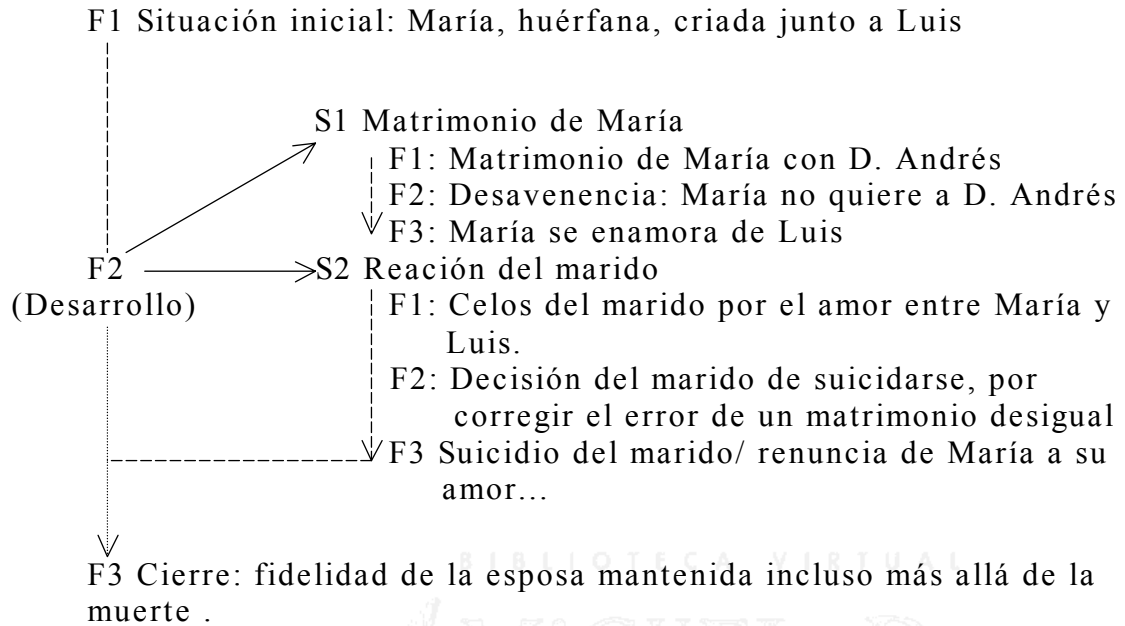 F1 Situación inicial: María, huérfana, criada junto a Luis
S1 Matrimonio de María
F1: Matrimonio de María con D. Andrés
F2: Desavenencia: María no quiere a D. Andrés
F3: María se enamora de Luis
F2
(Desarrollo)
S2 Reación del marido
F1: Celos del marido por el amor entre María y
Luis.
F2: Decisión del marido de suicidarse, por
corregir el error de un matrimonio desigual
F3 Suicidio del marido/ renuncia de María a su
amor...
BIBLIOTECA VIRTUAL
F3 Cierre: fidelidad de la esposa mantenida incluso más allá de la
muerte .